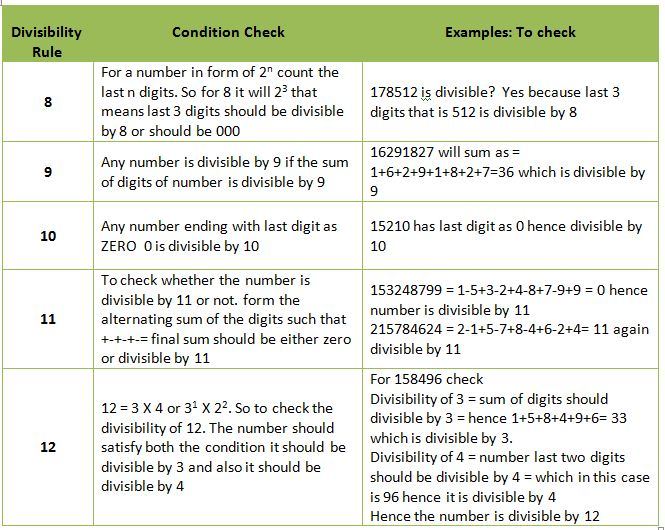 Divisibility
Rule
Condition Check
Examples: To check
8
For a number in form of 2ⁿ count the
last n digits. So for 8 it will 2³ that
means last 3 digits should be divisible
by 8 or should be 000
178512 is divisible? Yes because last 3
digits that is 512 is divisible by 8
9
Any number is divisible by 9 if the sum
of digits of number is divisible by 9
16291827 will sum as =
1+6+2+9+1+8+2+7=36 which is divisible by
9
10
Any number ending with last digit as
ZERO 0 is divisible by 10
15210 has last digit as 0 hence divisible by
10
11
To check whether the number is
divisible by 11 or not. form the
alternating sum of the digits such that
+-+-+-= final sum should be either zero
or divisible by 11
153248799 = 1-5+3-2+4-8+7-9+9 = 0 hence
number is divisible by 11
215784624 = 2-1+5-7+8-4+6-2+4= 11 again
divisible by 11
12
12 = 3 X 4 or 3¹ X 2². So to check the
divisibility of 12. The number should
satisfy both the condition it should be
divisible by 3 and also it should be
divisible by 4
For 158496 check
Divisibility of 3 = sum of digits should
divisible by 3 = hence 1+5+8+4+9+6= 33
which is divisible by 3.
Divisibility of 4 = number last two digits
should be divisible by 4 = which in this case
is 96 hence it is divisible by 4
Hence the number is divisible by 12